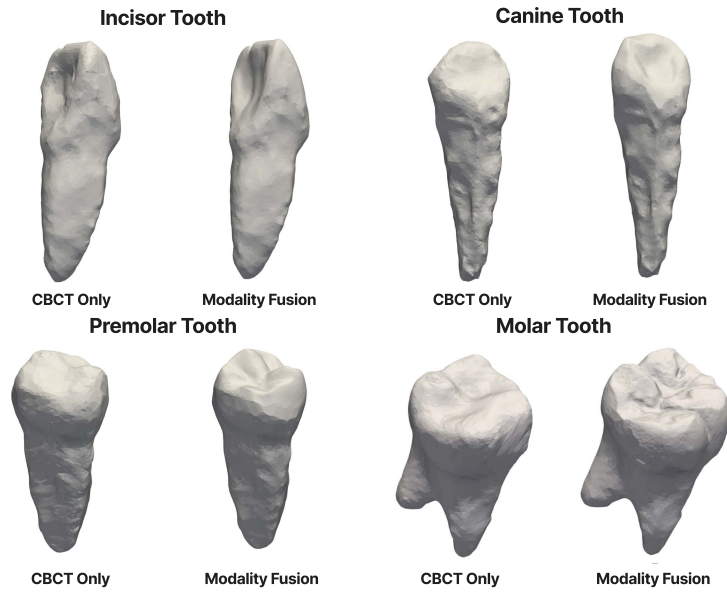 Incisor Tooth
Canine Tooth
CBCT Only
Modality Fusion
CBCT Only
Modality Fusion
Premolar Tooth
Molar Tooth
CBCT Only
Modality Fusion
CBCT Only
Modality Fusion